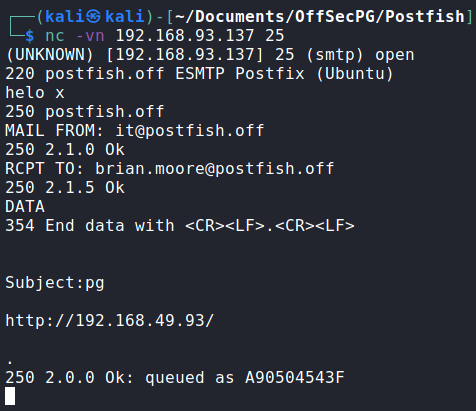 ┌──(kali㉿kali)-[~/Documents/OffSecPG/Postfish]
└─$ nc -vn 192.168.93.137 25
(UNKNOWN) [192.168.93.137] 25 (smtp) open
220 postfish.off ESMTP Postfix (Ubuntu)
helo x
250 postfish.off
MAIL FROM: it@postfish.off
250 2.1.0 Ok
RCPT TO: brian.moore@postfish.off
250 2.1.5 Ok
DATA
354 End data with <CR><LF>.<CR><LF>
Subject:pg
http://192.168.49.93/
.
250 2.0.0 Ok: queued as A90504543F